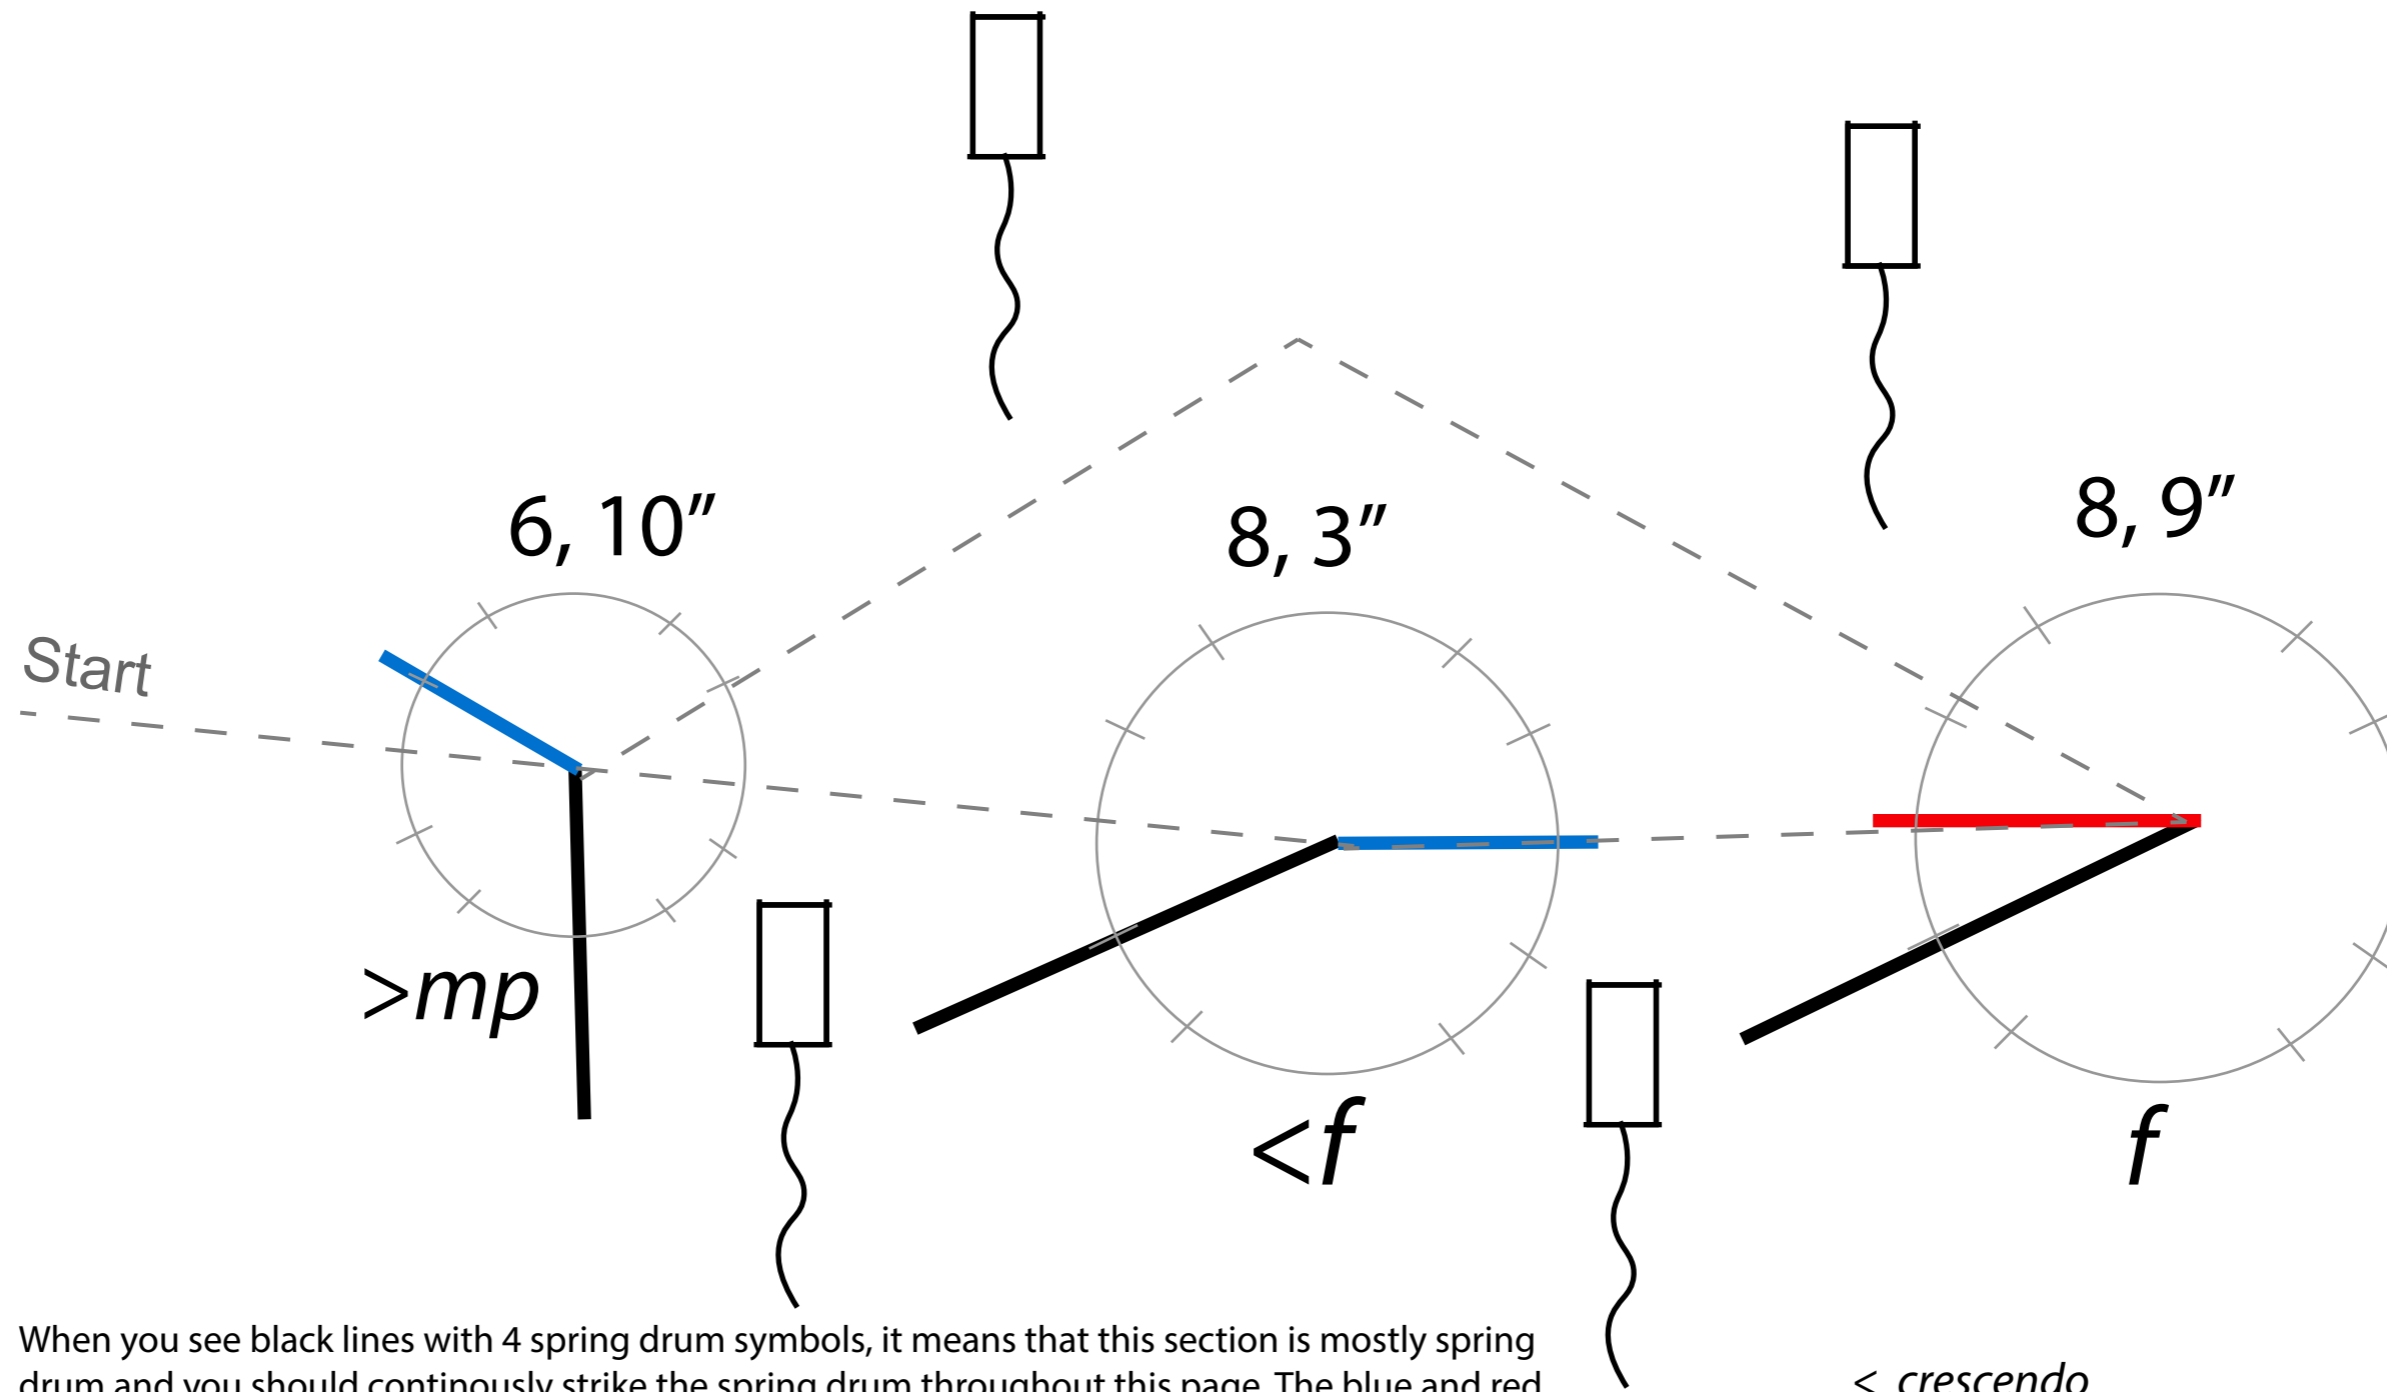 6, 10”
8, 3”
8, 9”
Start
>mp
<f
f
When you see black lines with 4 spring drum symbols, it means that this section is mostly spring
drum and you should continously strike the spring drum throughout this page. The blue and red
< crescendo